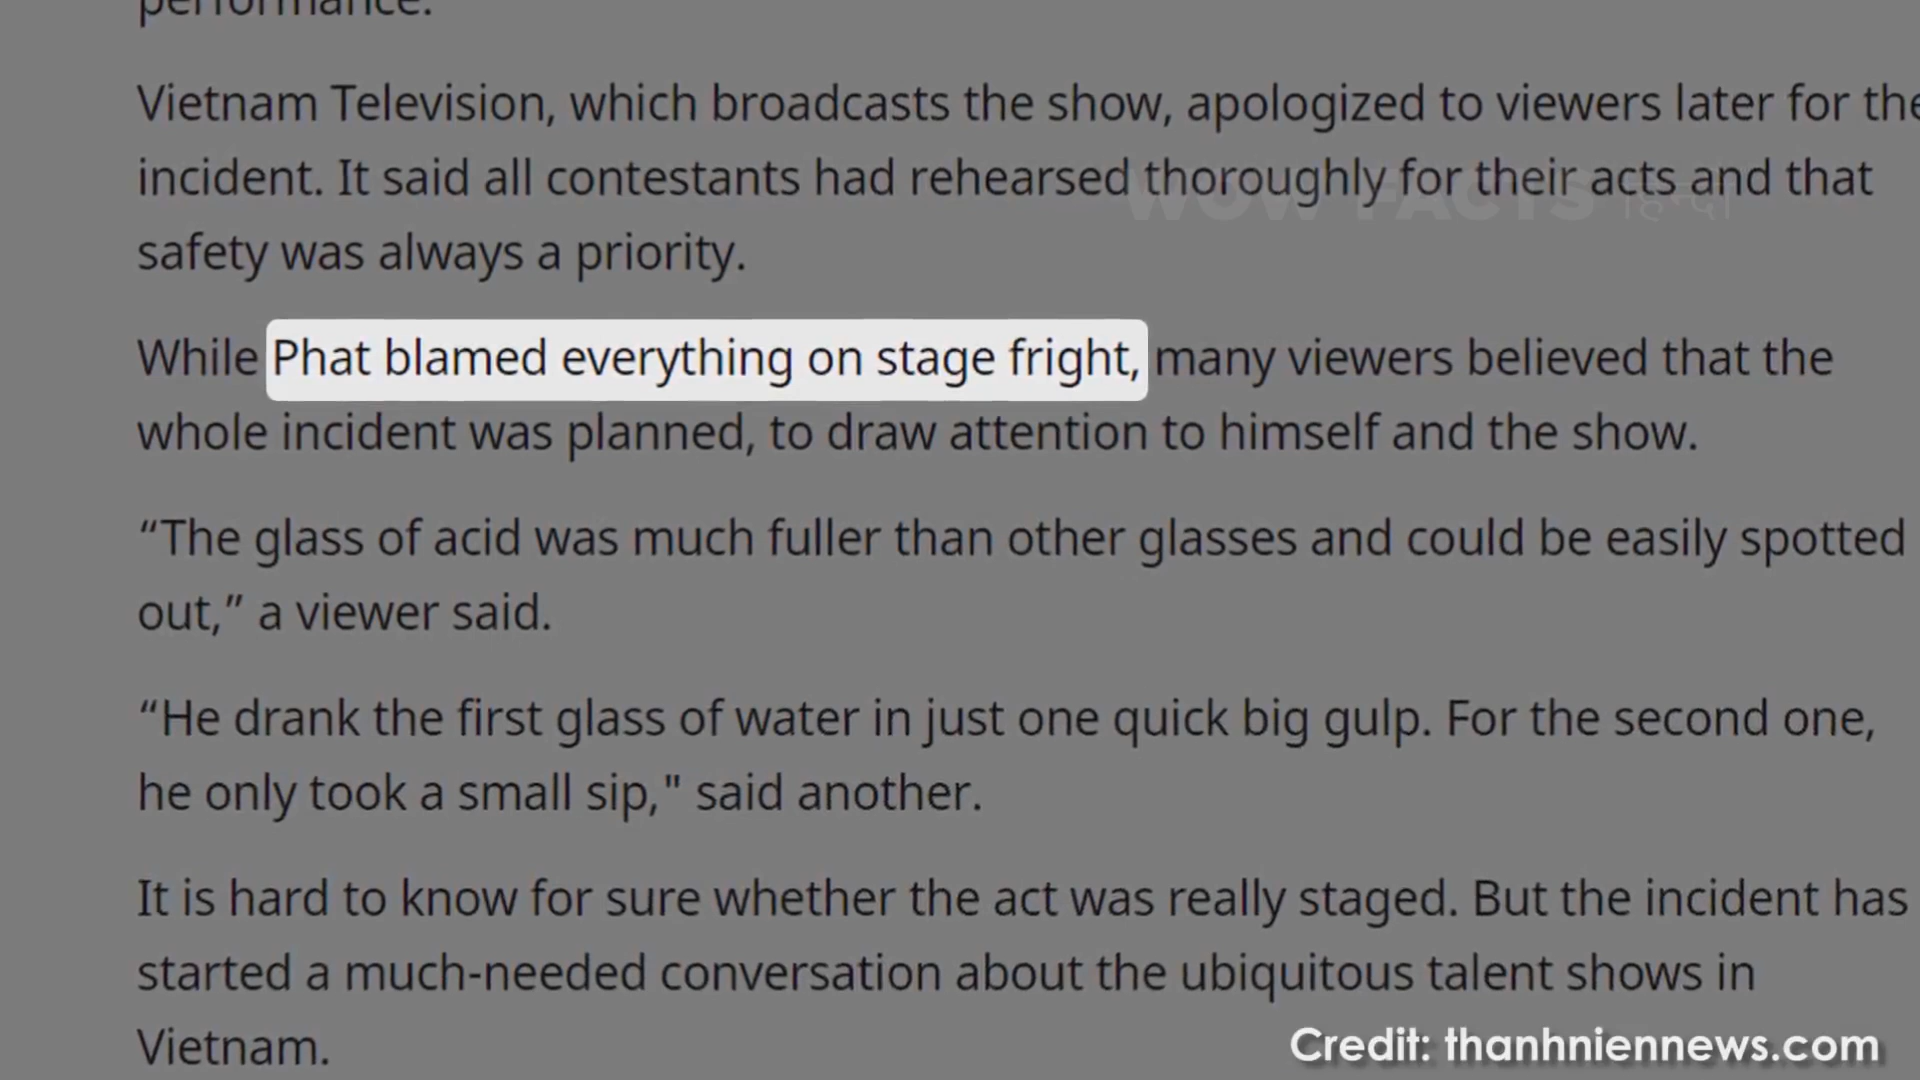 performance.
Vietnam Television, which broadcasts the show, apologized to viewers later for the
incident. It said all contestants had rehearsed thoroughly for their acts and that
WOW FACTS हिन्दी
safety was always a priority.
While Phat blamed everything on stage fright, many viewers believed that the
whole incident was planned, to draw attention to himself and the show.
“The glass of acid was much fuller than other glasses and could be easily spotted
out,” a viewer said.
“He drank the first glass of water in just one quick big gulp. For the second one,
he only took a small sip," said another.
It is hard to know for sure whether the act was really staged. But the incident has
started a much-needed conversation about the ubiquitous talent shows in
Vietnam.
Credit: thanhniennews.com